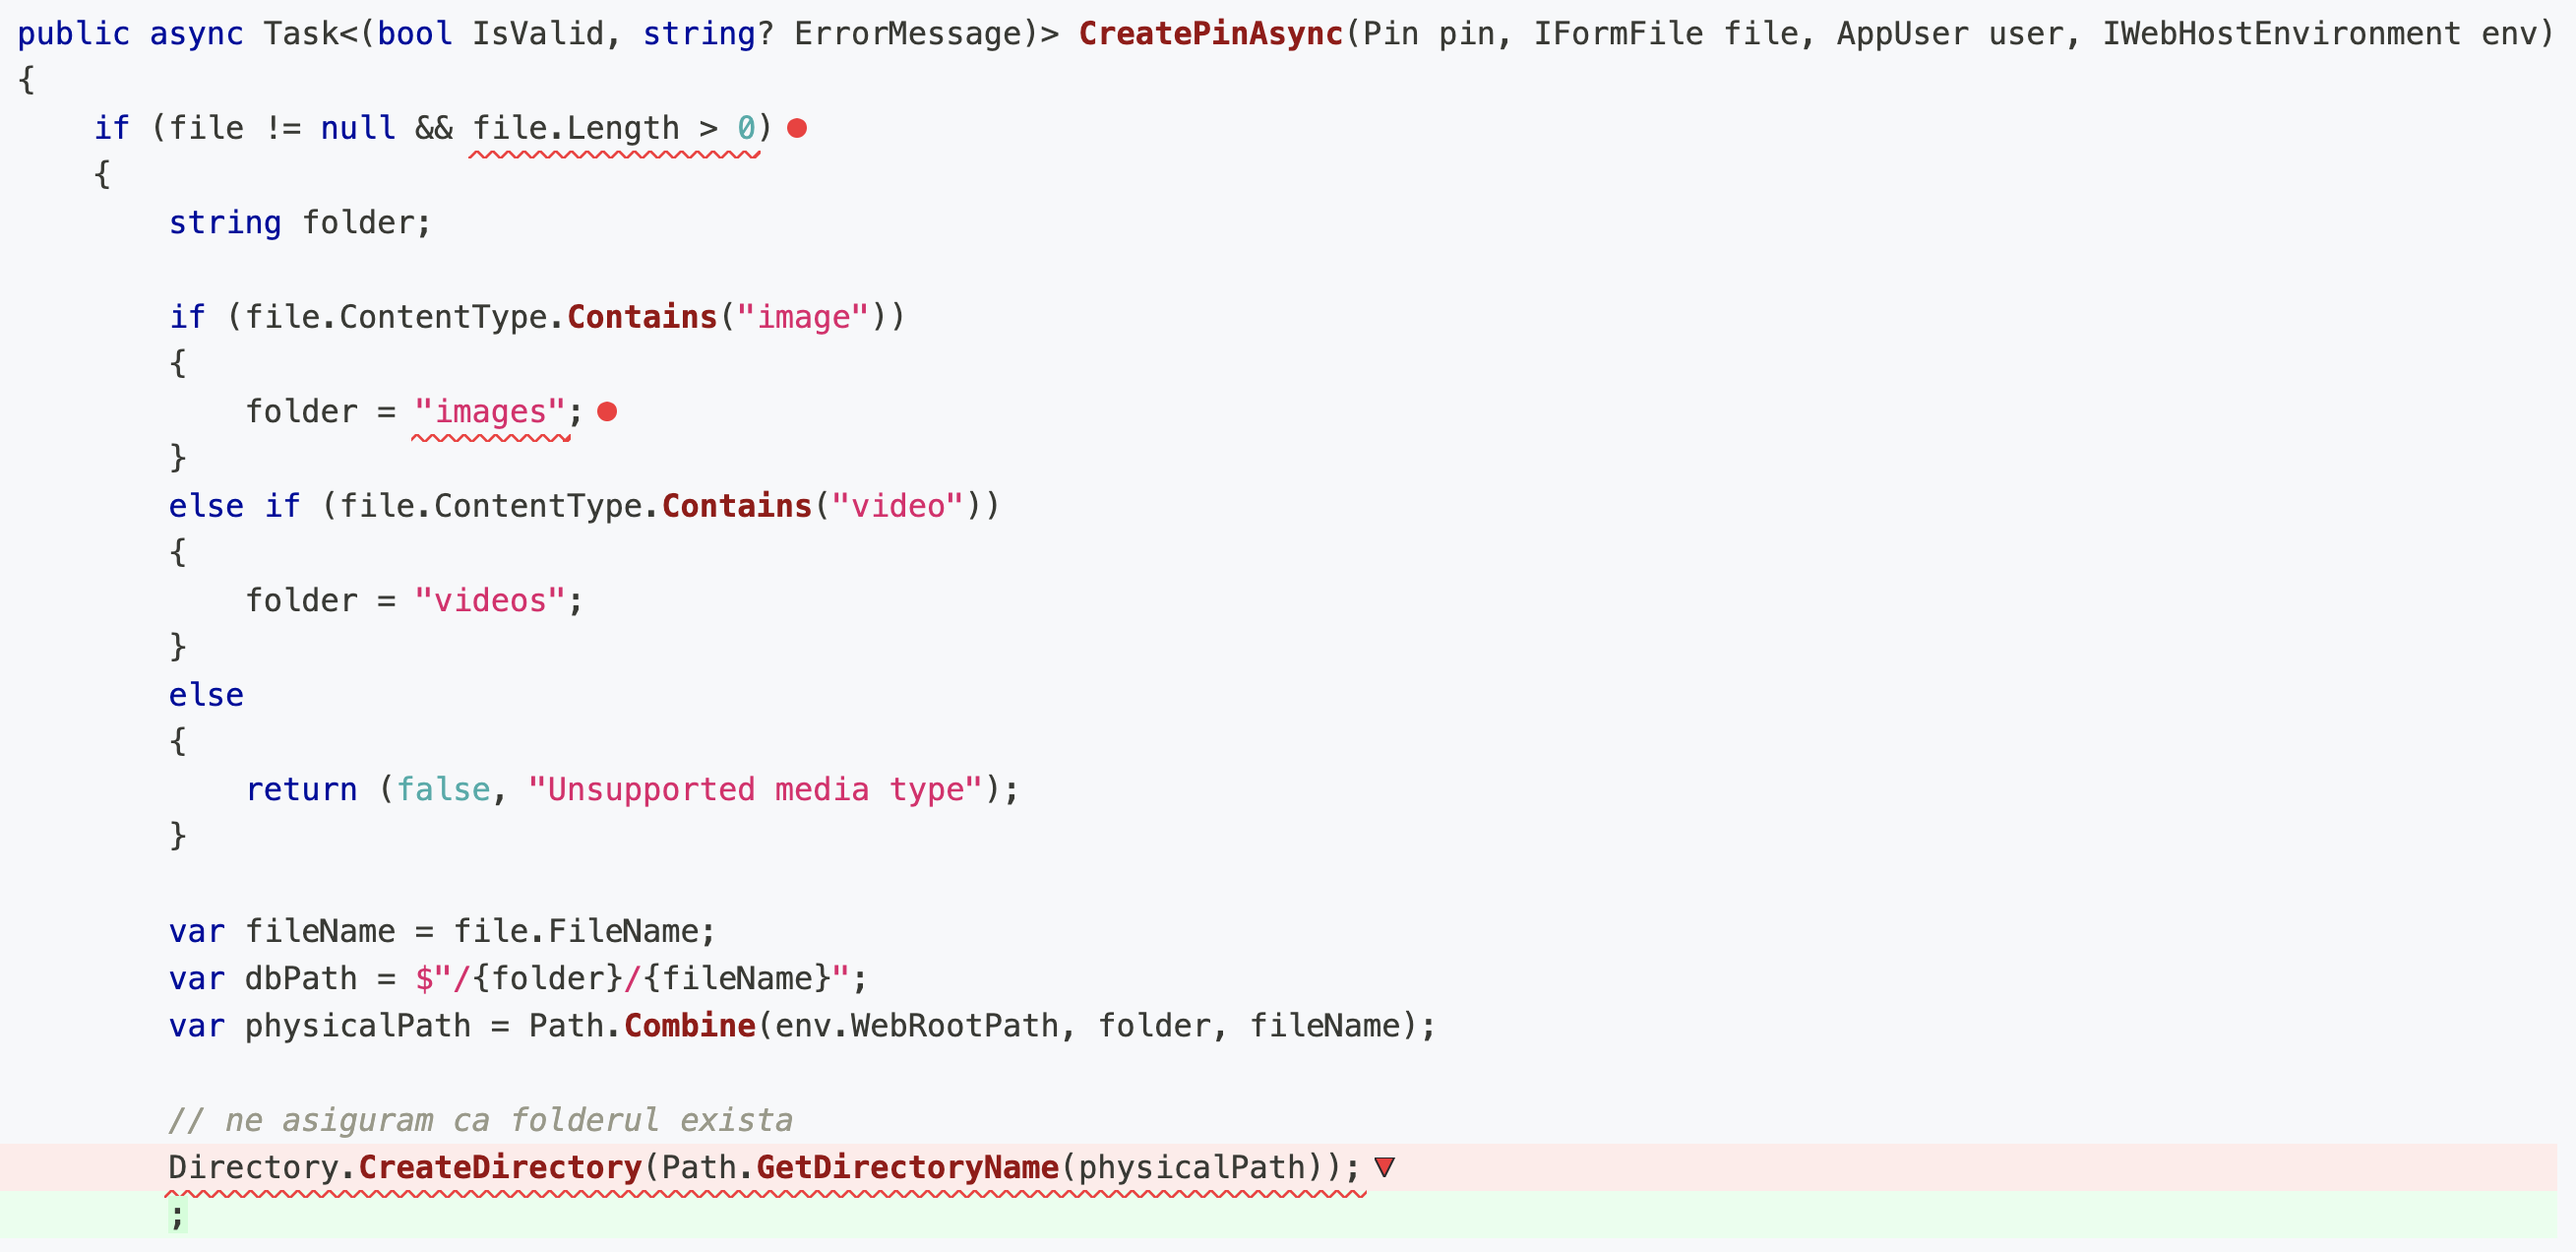 public async Task<(bool IsValid, string? ErrorMessage)> CreatePinAsync(Pin pin, IFormFile file, AppUser user, IWebHostEnvironment env)
{
    if (file != null && file.Length > 0)
    {
        string folder;

        if (file.ContentType.Contains("image"))
        {
            folder = "images";
        }
        else if (file.ContentType.Contains("video"))
        {
            folder = "videos";
        }
        else
        {
            return (false, "Unsupported media type");
        }

        var fileName = file.FileName;
        var dbPath = $"/{folder}/{fileName}";
        var physicalPath = Path.Combine(env.WebRootPath, folder, fileName);

        // ne asiguram ca folderul exista
        Directory.CreateDirectory(Path.GetDirectoryName(physicalPath));
        ;